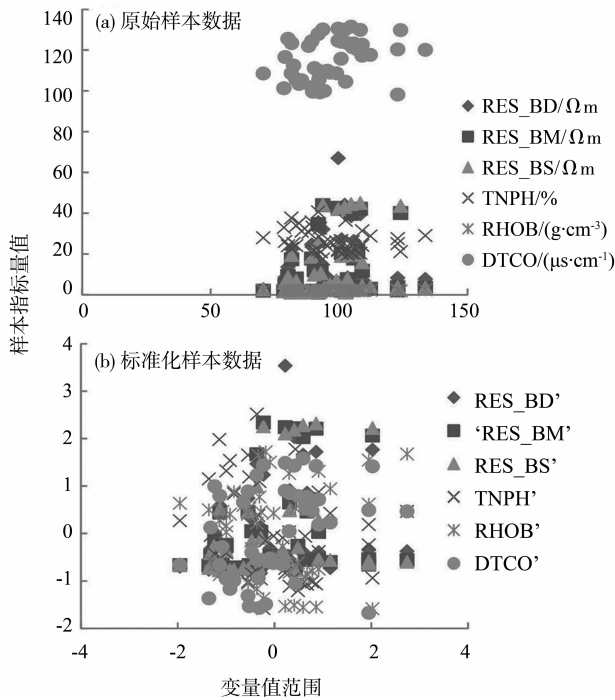 (a) 原始样本数据
140
120
100
80
60
40
20
0
0 50 100 150
RES_BD/Ωm
RES_BM/Ωm
RES_BS/Ωm
TNPH/%
RHOB/(g·cm⁻³)
DTCO/(μs·cm⁻¹)
样本指标量值
(b) 标准化样本数据
4
3
2
1
0
-1
-2
-4 -2 0 2 4
RES_BD’
‘RES_BM’
RES_BS’
TNPH’
RHOB’
DTCO’
变量值范围